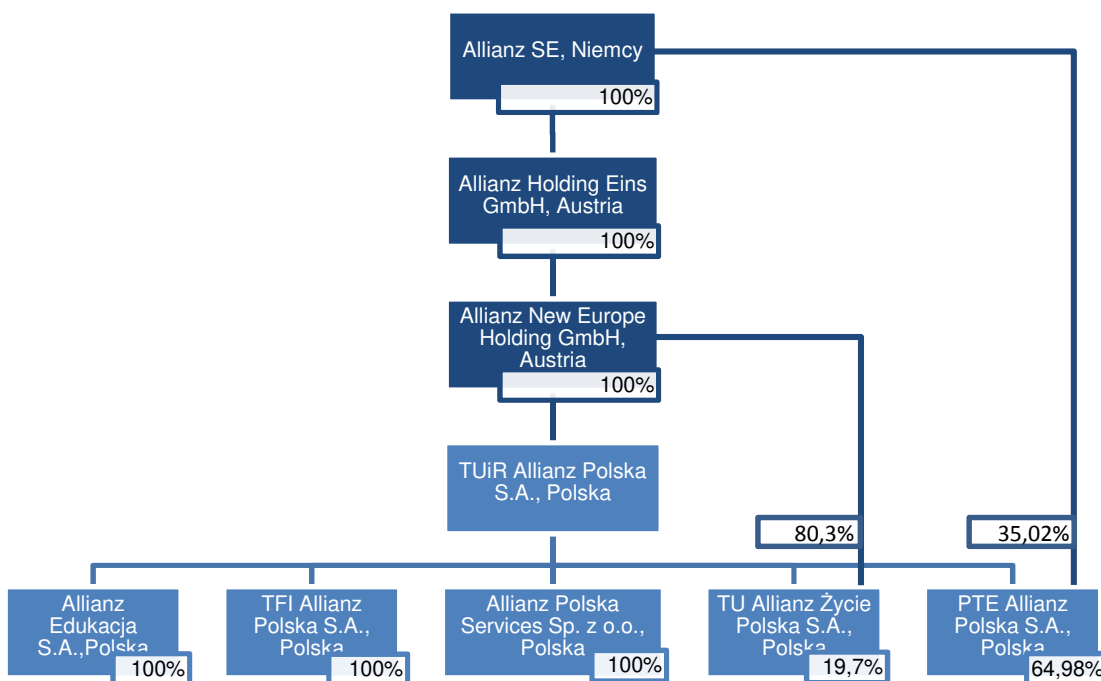 Allianz SE, Niemcy
100%
Allianz Holding Eins
GmbH, Austria
100%
Allianz New Europe
Holding GmbH,
Austria
100%
TUiR Allianz Polska
S.A., Polska
80,3%
35,02%
Allianz
Edukacja
S.A.,Polska
100%
TFI Allianz
Polska S.A.,
Polska
100%
Allianz Polska
Services Sp. z o.o.,
Polska
100%
TU Allianz Życie
Polska S.A.,
Polska
19,7%
PTE Allianz
Polska S.A.,
Polska
64,98%